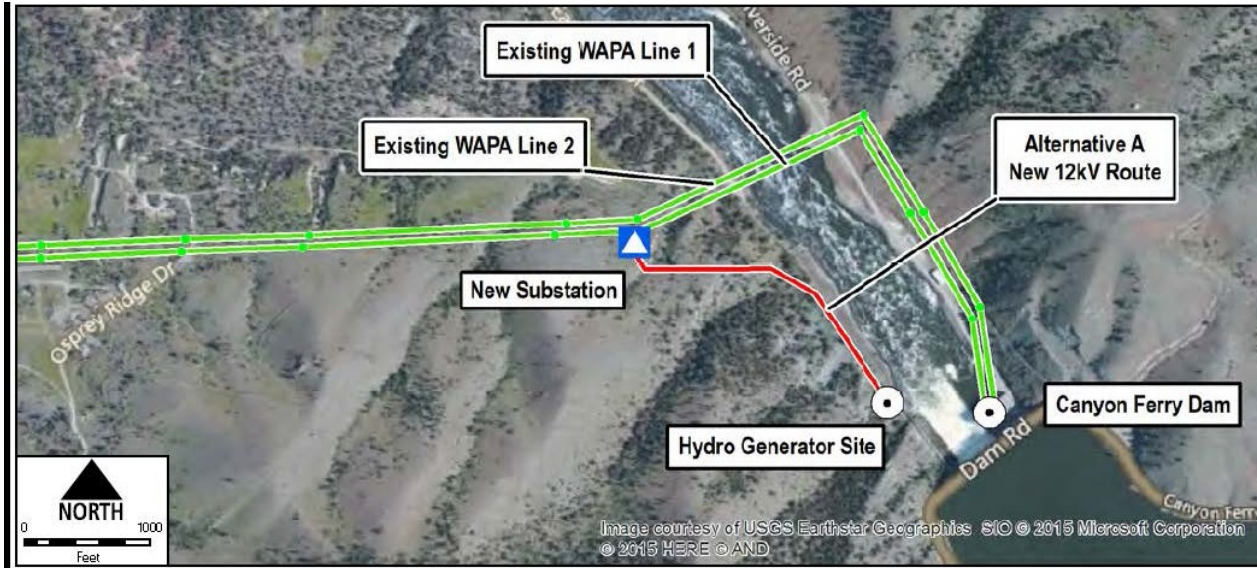 Existing WAPA Line 1
Riverside Rd
Existing WAPA Line 2
Alternative A
New 12kV Route
New Substation
Osprey Ridge Dr
Canyon Ferry Dam
Hydro Generator Site
Dam Rd
NORTH
0 1000
Feet
Canyon Ferry
Image courtesy of USGS Earthstar Geographics SIO © 2015 Microsoft Corporation
© 2015 HERE © AND